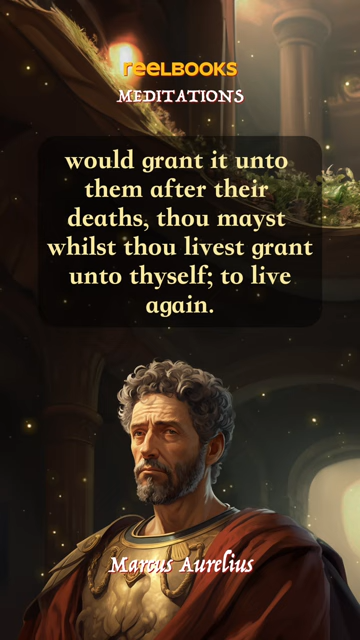 reelBOOKS
MEDITATIONS
would grant it unto
them after their
deaths, thou mayst
whilst thou livest grant
unto thyself; to live
again.
Marcus Aurelius